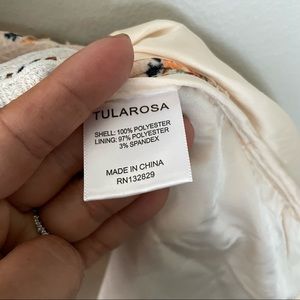 TULAROSA
SHELL: 100% POLYESTER
LINING: 97% POLYESTER
3% SPANDEX
MADE IN CHINA
RN132829